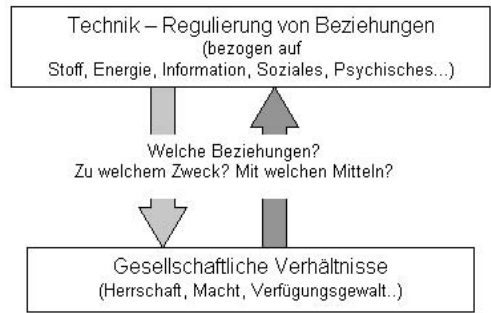 Technik – Regulierung von Beziehungen
(bezogen auf
Stoff, Energie, Information, Soziales, Psychisches...)
Welche Beziehungen?
Zu welchem Zweck? Mit welchen Mitteln?
Gesellschaftliche Verhältnisse
(Herrschaft, Macht, Verfügungsgewalt..)